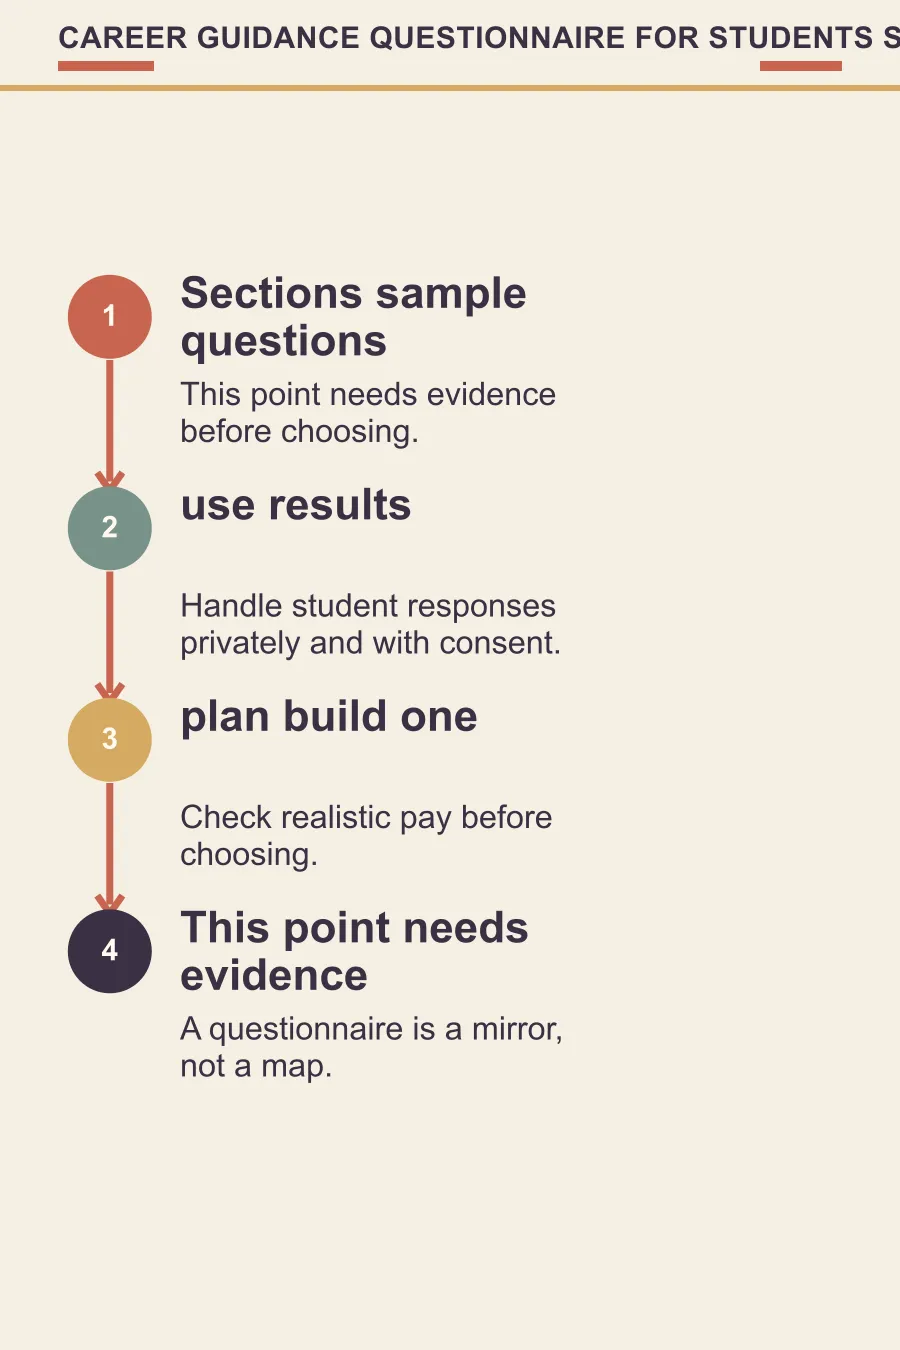 CAREER GUIDANCE QUESTIONNAIRE FOR STUDENTS S
1
Sections sample
questions
This point needs evidence
before choosing.
2
use results
Handle student responses
privately and with consent.
3
plan build one
Check realistic pay before
choosing.
4
This point needs
evidence
A questionnaire is a mirror,
not a map.